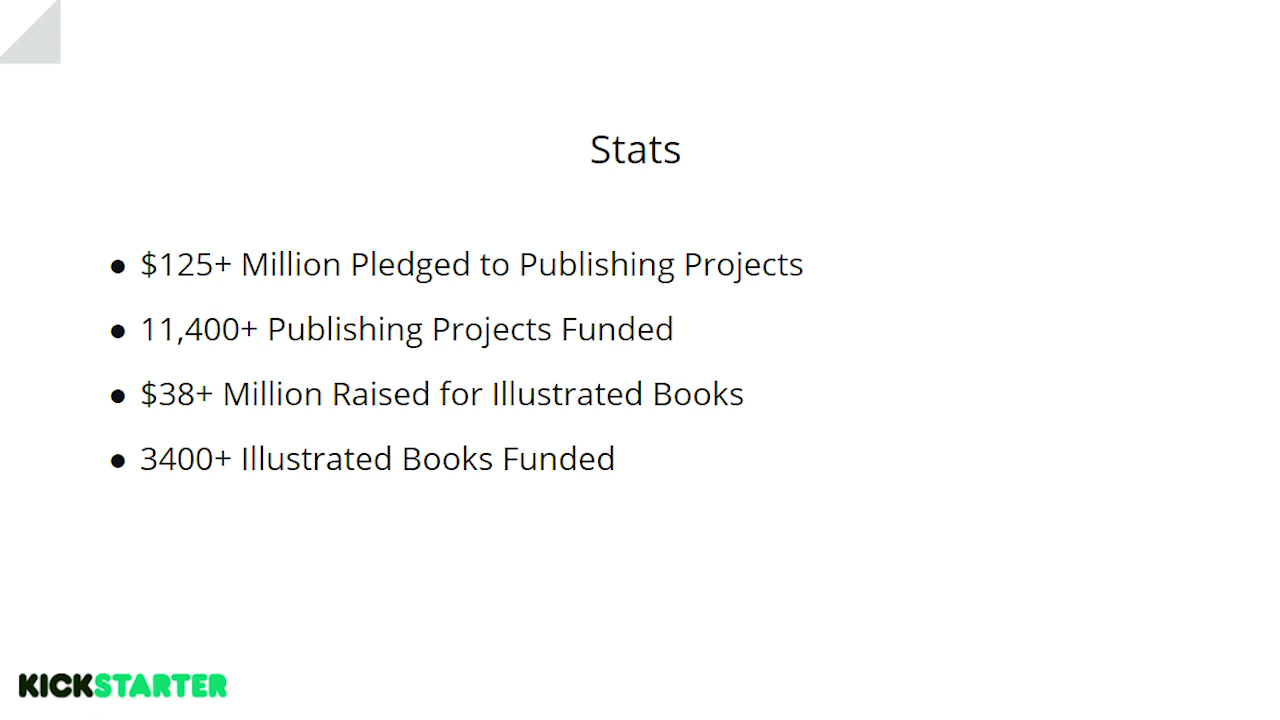 Stats
● $125+ Million Pledged to Publishing Projects
● 11,400+ Publishing Projects Funded
● $38+ Million Raised for Illustrated Books
● 3400+ Illustrated Books Funded
KICKSTARTER